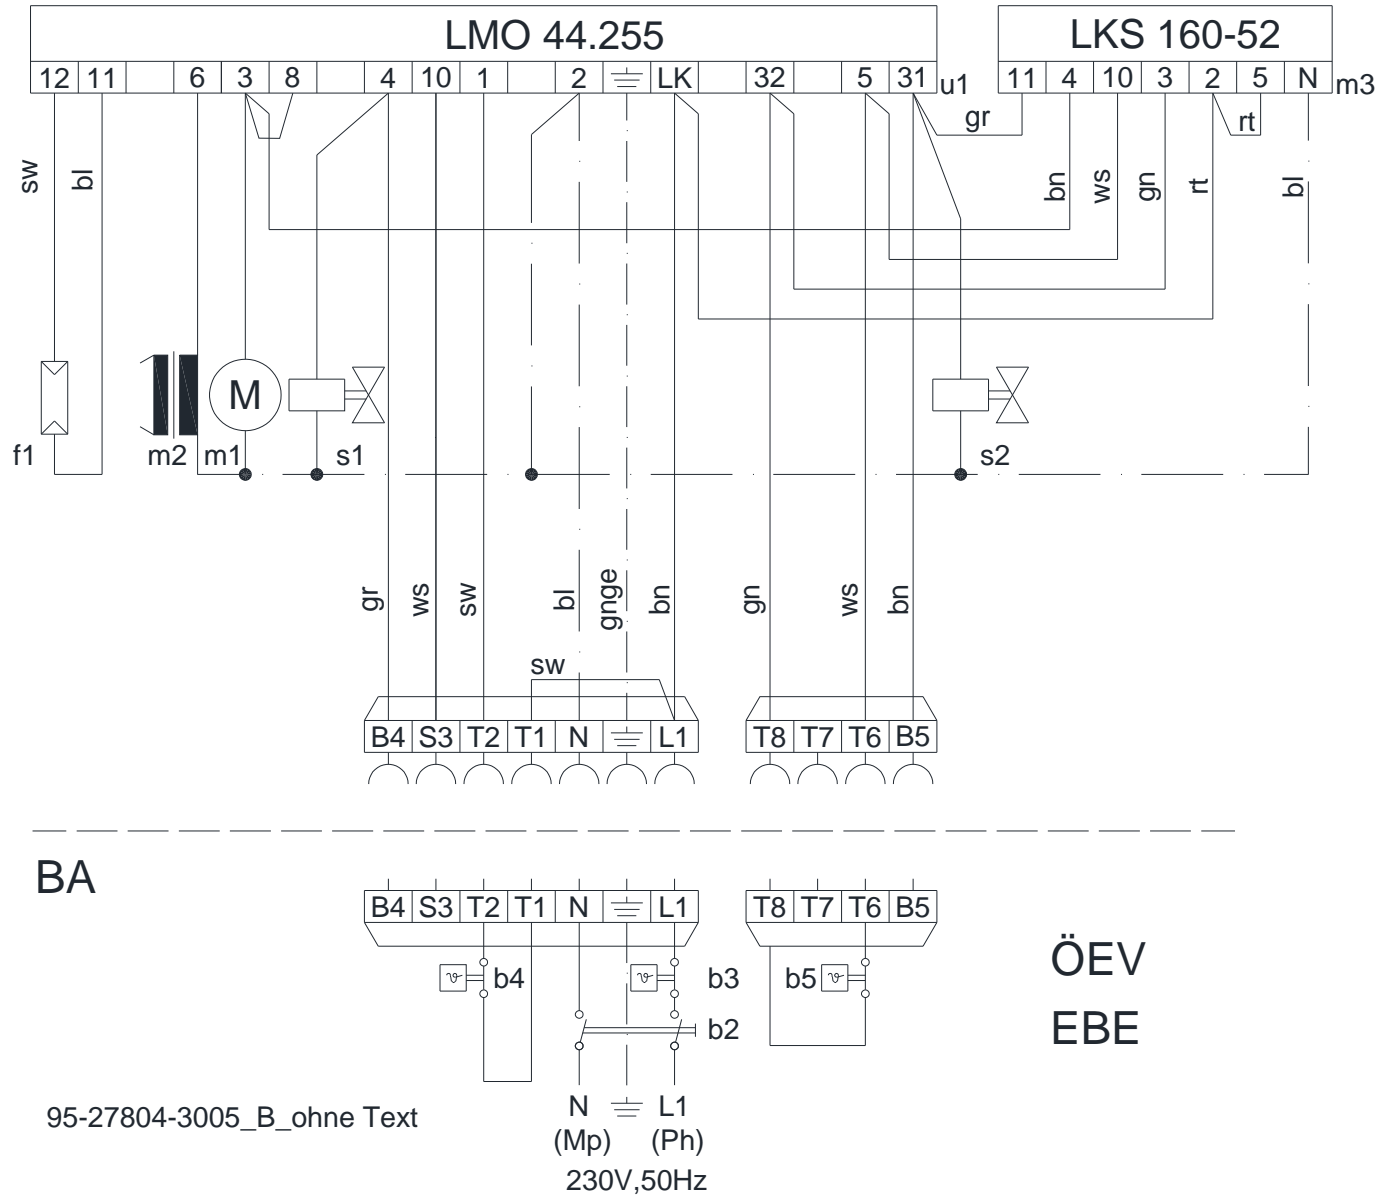 LMO 44.255 LKS 160-52
12 11 6 3 8 4 10 1 2 LK 32 5 31 u1 11 4 10 3 2 5 N m3
gr rt
sw bl bn ws gn rt bl
M
f1 m2 m1 s1 s2
gr ws sw bl gnge bn gn ws bn
sw
B4 S3 T2 T1 N L1 T8 T7 T6 B5
BA
B4 S3 T2 T1 N L1 T8 T7 T6 B5
ÖEV
ϑ b4 ϑ b3 b5 ϑ
b2 EBE
95-27804-3005_B_ohne Text
N L1
(Mp) (Ph)
230V,50Hz